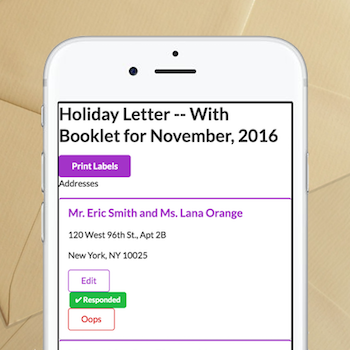 Holiday Letter -- With
Booklet for November, 2016
Print Labels
Addresses
Mr. Eric Smith and Ms. Lana Orange
120 West 96th St., Apt 2B
New York, NY 10025
Edit
✔ Responded
Oops